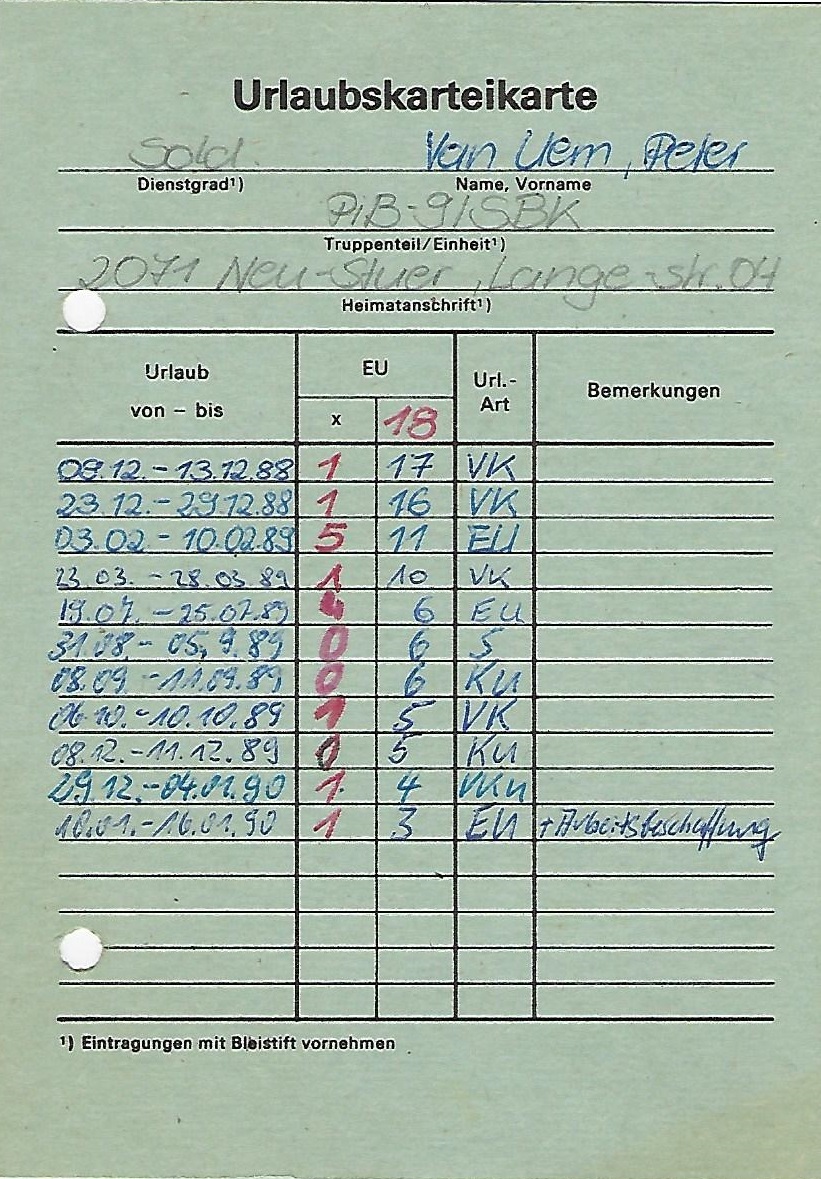 Urlaubskarteikarte
Sold. Van Uem, Peter
Dienstgrad¹) Name, Vorname
PiB-9/SBK
Truppenteil/Einheit¹)
2071 Neu-Stuer, Lange-str. 04
Heimatanschrift¹)
Urlaub von – bis EU x 18 Url.-Art Bemerkungen
09.12. - 13.12.88 1 17 VK
23.12. - 29.12.88 1 16 VK
03.02 - 10.02.89 5 11 EU
23.03. - 28.03.89 1 10 VK
19.07. - 25.07.89 4 6 EU
31.08 - 05.9.89 0 6 S
08.09 - 11.09.89 0 6 KU
06.10. - 10.10.89 1 5 VK
08.12. - 11.12.89 0 5 KU
29.12. - 04.01.90 1 4 VKU
10.01. - 16.01.90 1 3 EU + Arbeitsbeschaffung
¹) Eintragungen mit Bleistift vornehmen